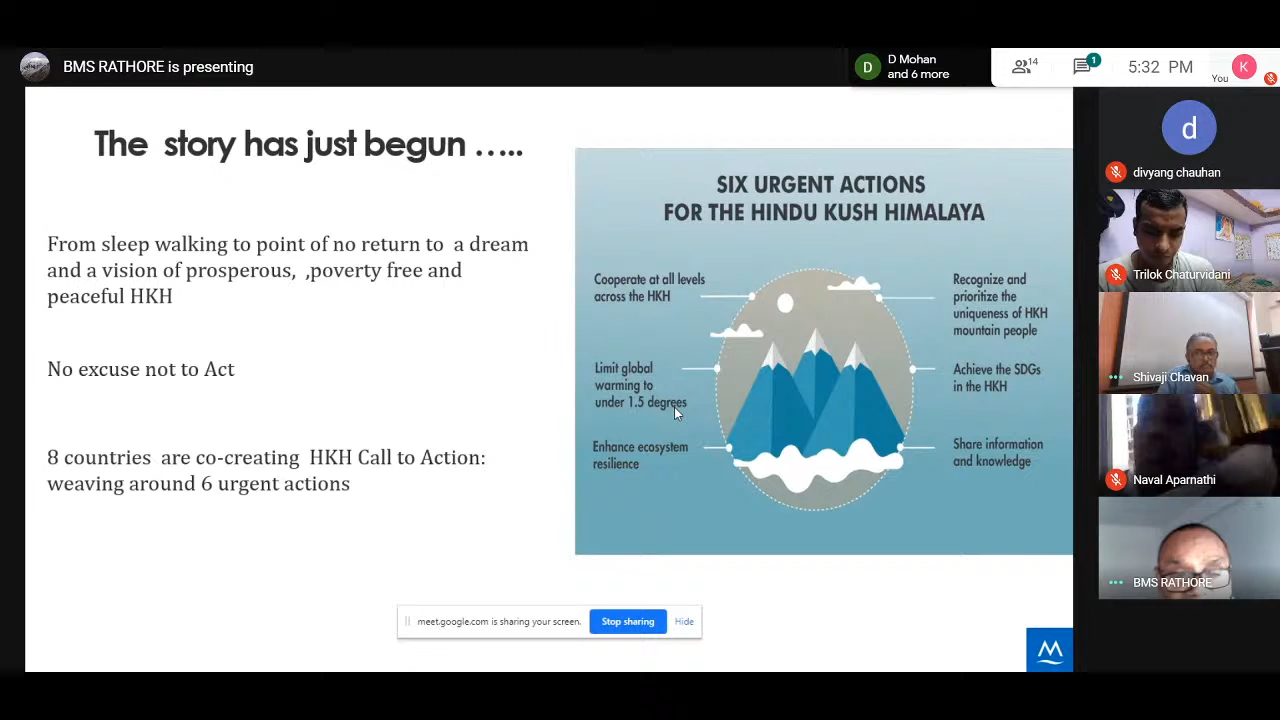 BMS RATHORE is presenting
D
D Mohan
and 6 more
14
1
5:32 PM
You
K
The story has just begun …..
From sleep walking to point of no return to a dream
and a vision of prosperous, ,poverty free and
peaceful HKH
No excuse not to Act
8 countries are co-creating HKH Call to Action:
weaving around 6 urgent actions
SIX URGENT ACTIONS
FOR THE HINDU KUSH HIMALAYA
Cooperate at all levels
across the HKH
Limit global
warming to
under 1.5 degrees
Enhance ecosystem
resilience
Recognize and
prioritize the
uniqueness of HKH
mountain people
Achieve the SDGs
in the HKH
Share information
and knowledge
meet.google.com is sharing your screen.
Stop sharing
Hide
d
divyang chauhan
Trilok Chaturvidani
Shivaji Chavan
Naval Aparnathi
BMS RATHORE